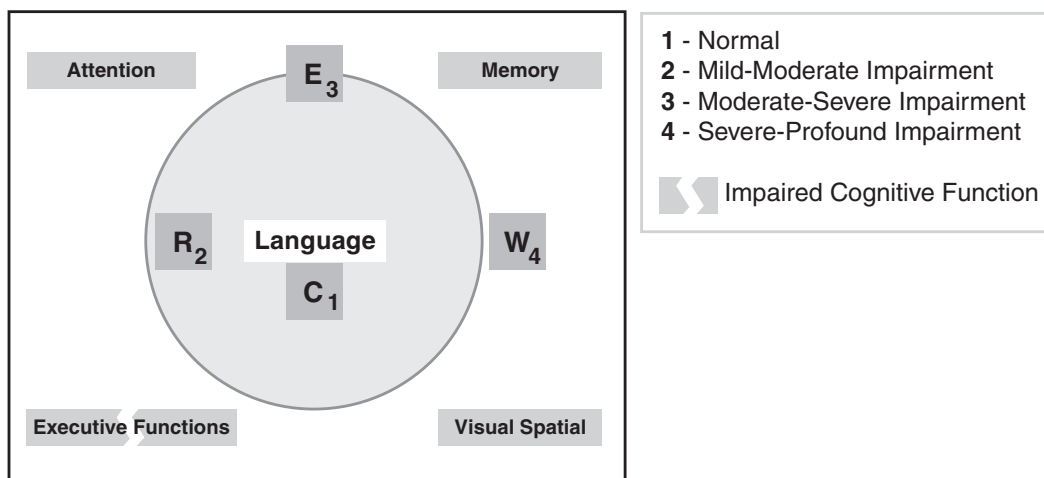 Attention
E3
Memory
R2
Language
W4
C1
Executive Functions
Visual Spatial
1 - Normal
2 - Mild-Moderate Impairment
3 - Moderate-Severe Impairment
4 - Severe-Profound Impairment
Impaired Cognitive Function